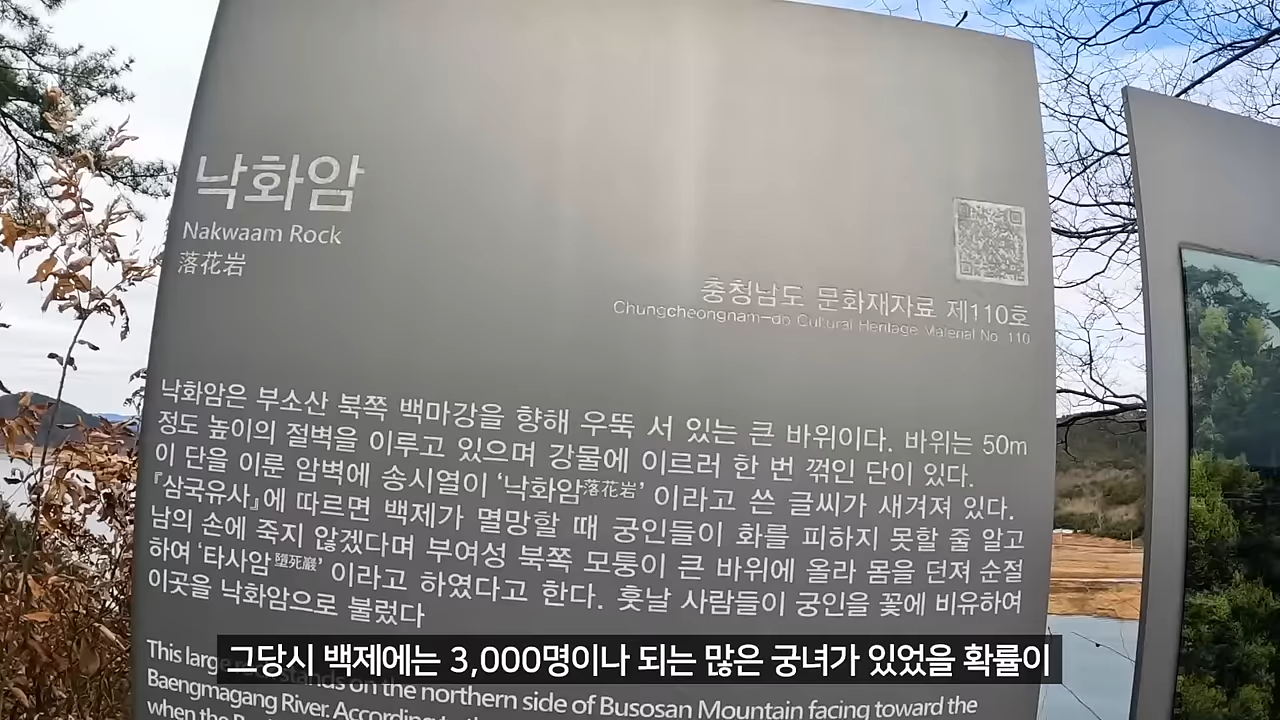 낙화암
Nakwaam Rock
落花岩
충청남도 문화재자료 제110호
Chungcheongnam-do Cultural Heritage Material No. 110
낙화암은 부소산 북쪽 백마강을 향해 우뚝 서 있는 큰 바위이다. 바위는 50m
정도 높이의 절벽을 이루고 있으며 강물에 이르러 한 번 꺾인 단이 있다.
이 단을 이룬 암벽에 송시열이 ‘낙화암落花岩’ 이라고 쓴 글씨가 새겨져 있다.
『삼국유사』에 따르면 백제가 멸망할 때 궁인들이 화를 피하지 못할 줄 알고
남의 손에 죽지 않겠다며 부여성 북쪽 모퉁이 큰 바위에 올라 몸을 던져 순절
하여 ‘타사암墮死巖’ 이라고 하였다고 한다. 훗날 사람들이 궁인을 꽃에 비유하여
이곳을 낙화암으로 불렀다
This large stands on the northern side of Busosan Mountain facing toward the
Baengmagang River. According
when the
그당시 백제에는 3,000명이나 되는 많은 궁녀가 있었을 확률이